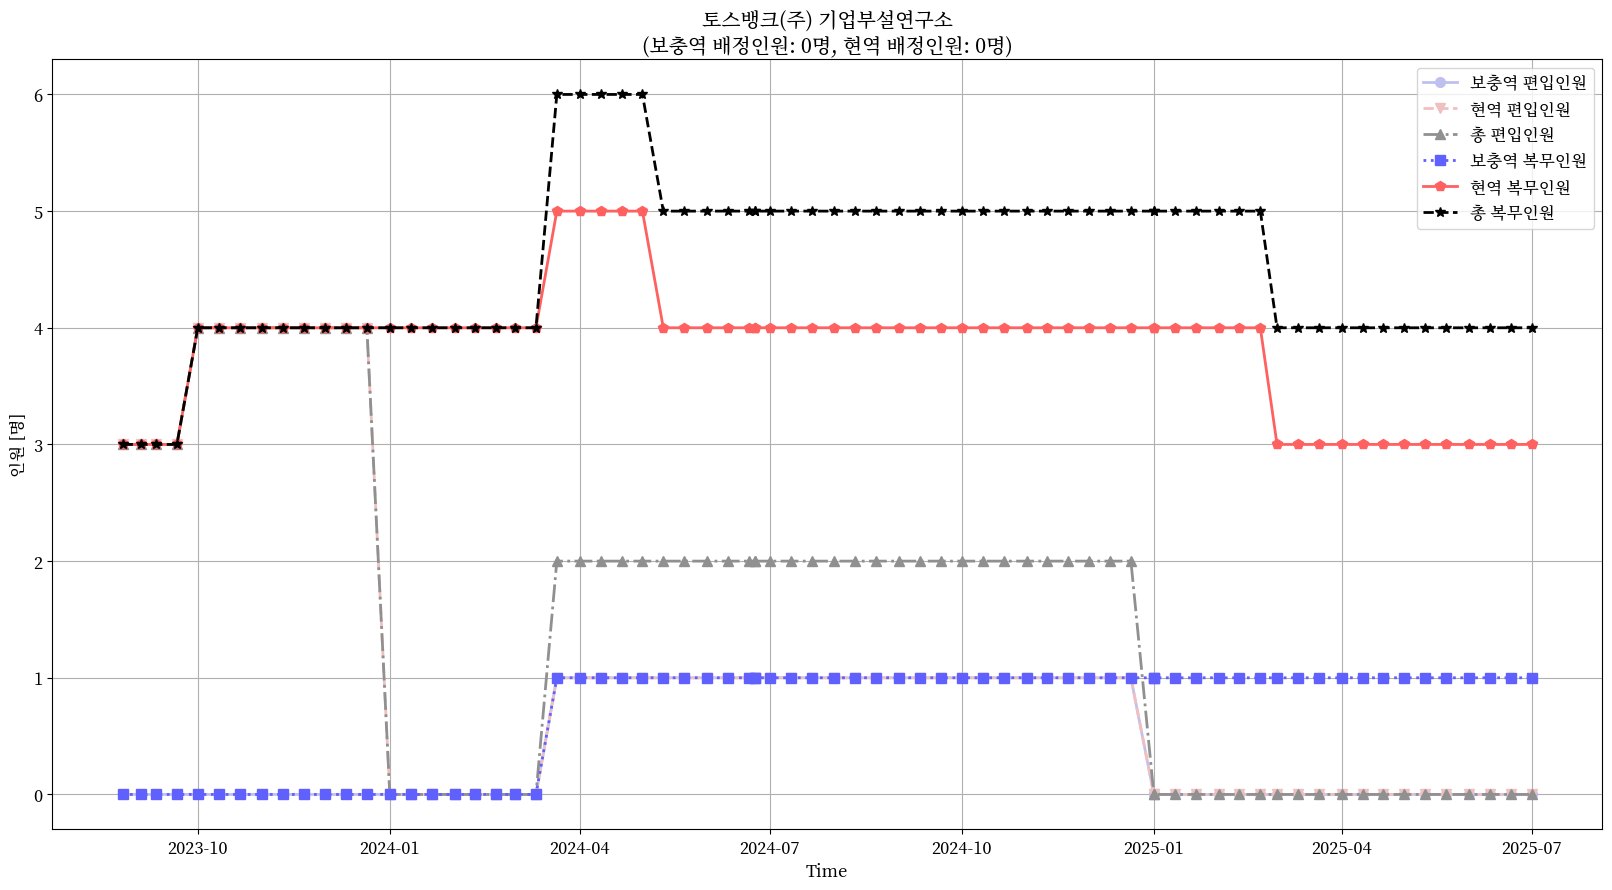 토스뱅크(주) 기업부설연구소
(보충역 배정인원: 0명, 현역 배정인원: 0명)
보충역 편입인원
현역 편입인원
총 편입인원
보충역 복무인원
현역 복무인원
총 복무인원
인원 [명]
6
5
4
3
2
1
0
2023-10
2024-01
2024-04
2024-07
2024-10
2025-01
2025-04
2025-07
Time